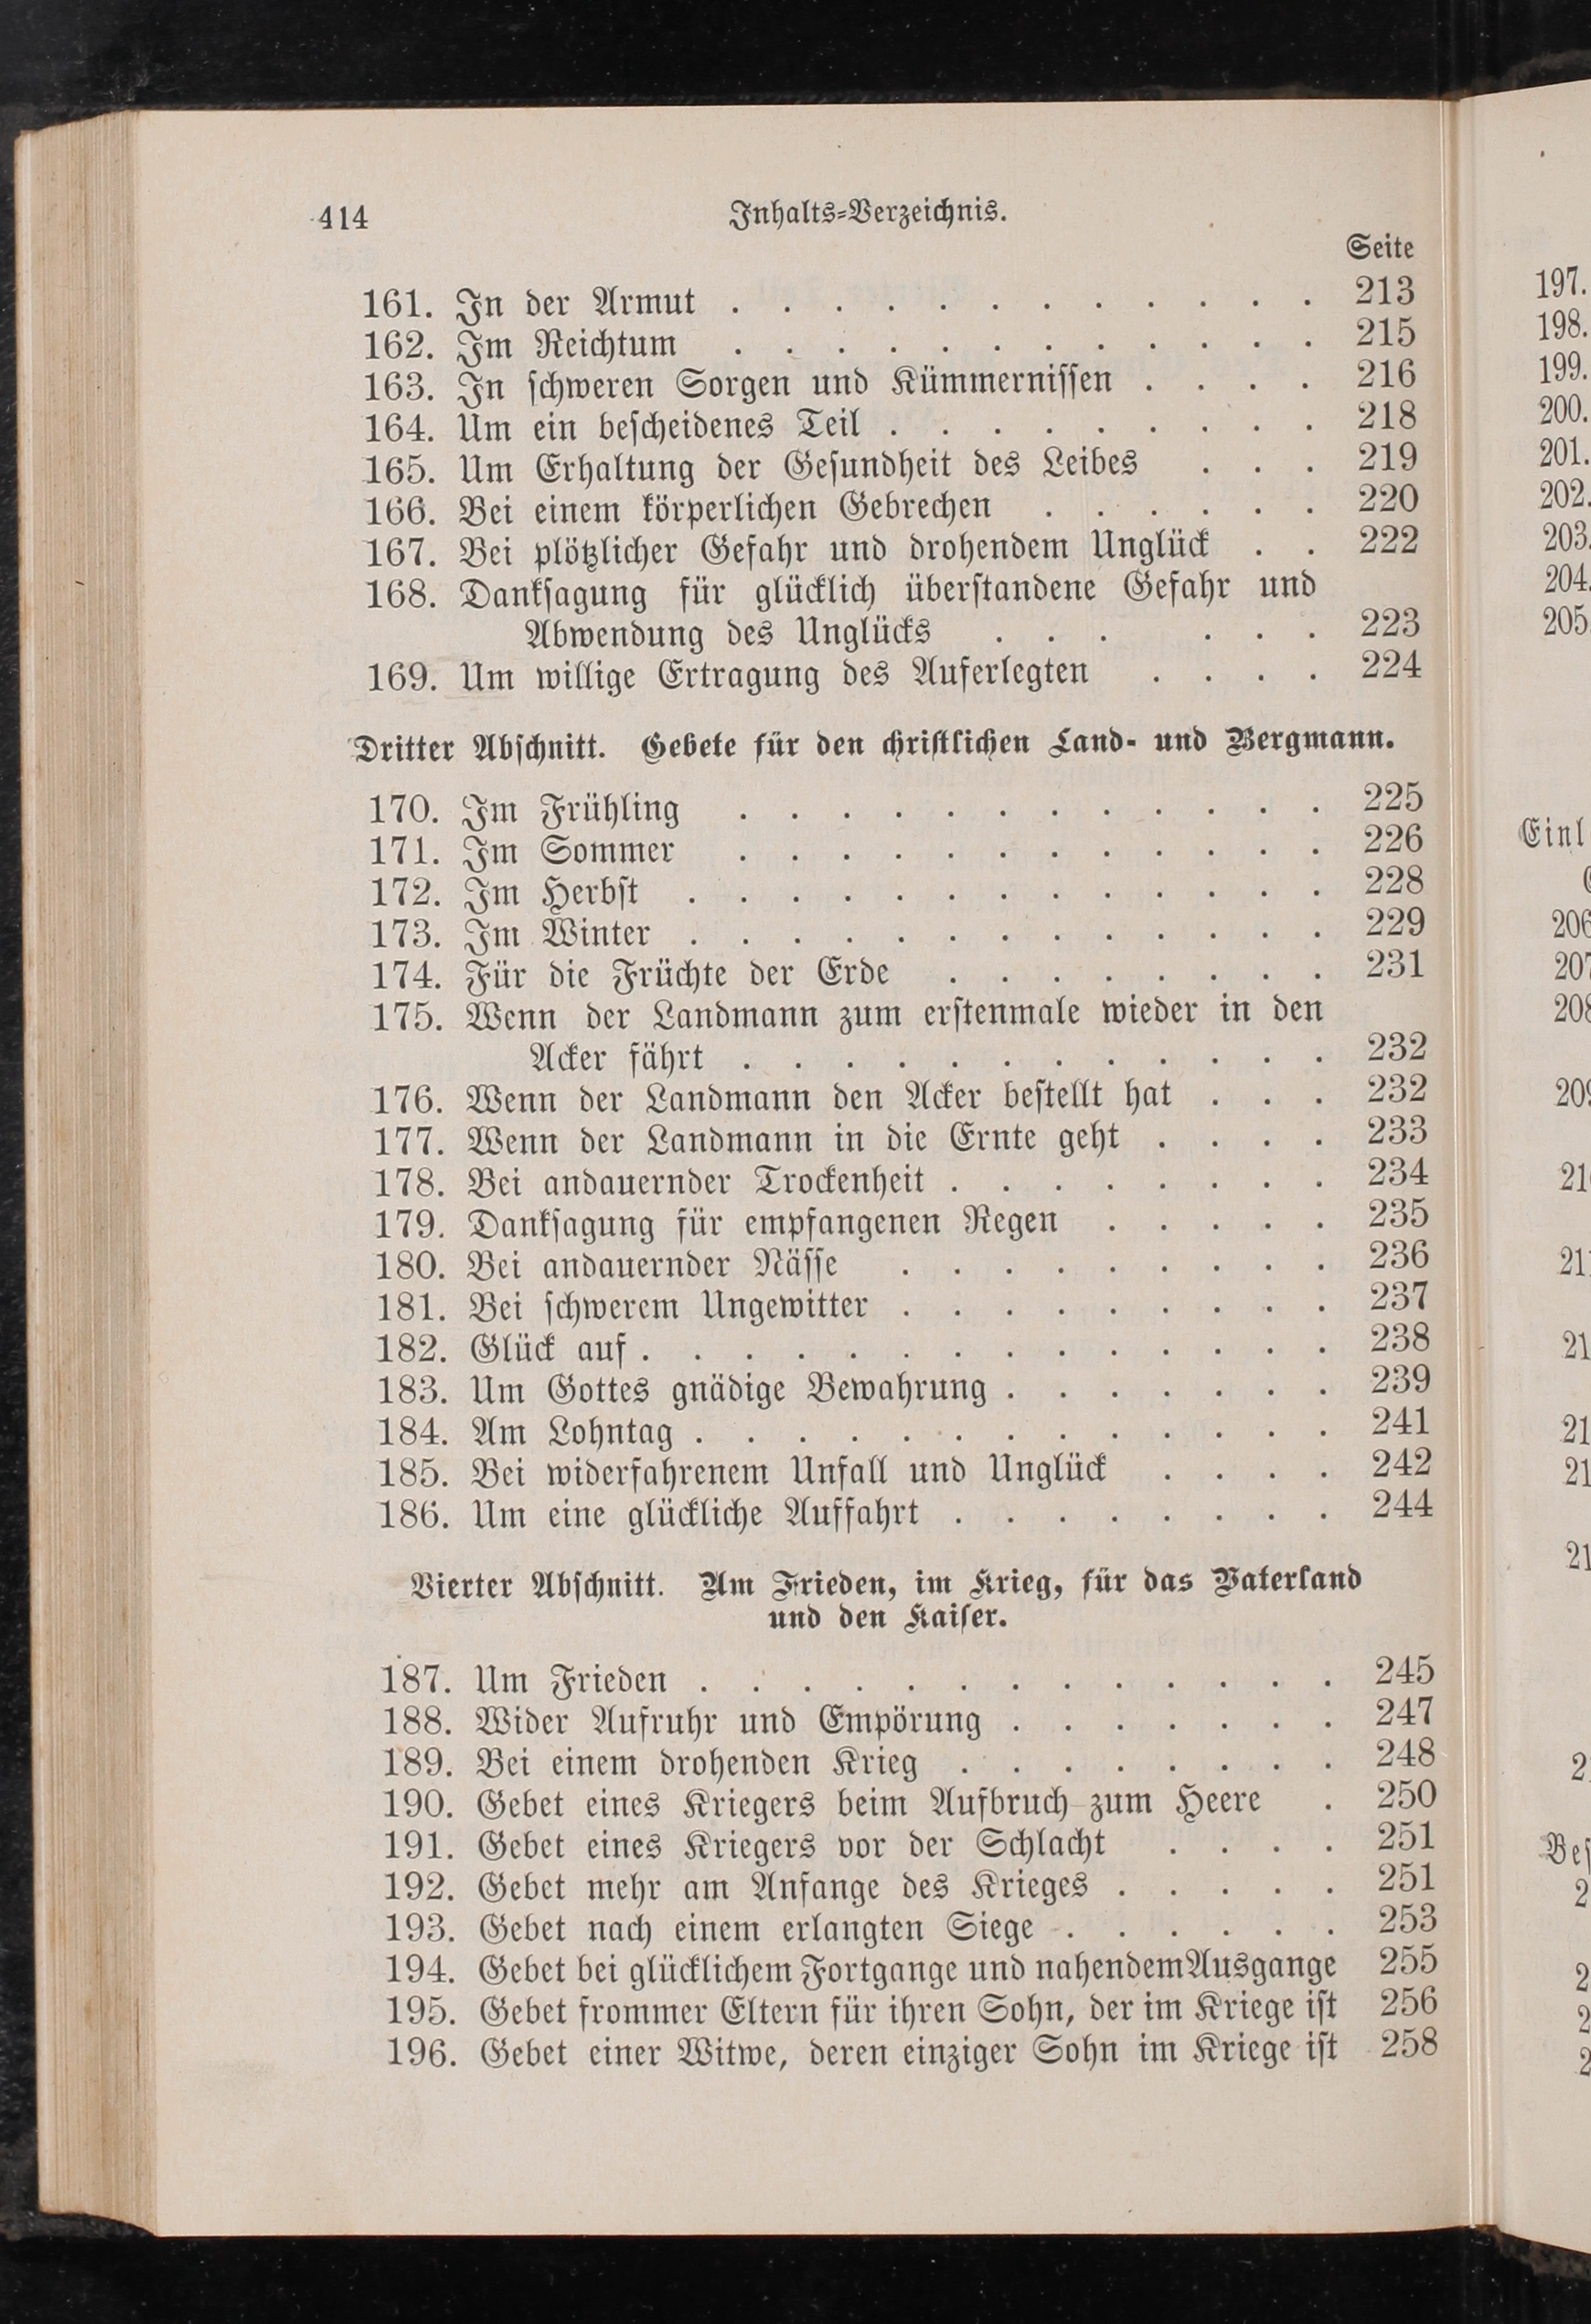 414 Inhalts-Verzeichnis.
Seite
161. In der Armut . . . . . . . . . . . . 213
162. Im Reichtum . . . . . . . . . . . . 215
163. In schweren Sorgen und Kümmernissen . . . . 216
164. Um ein bescheidenes Teil . . . . . . . . . 218
165. Um Erhaltung der Gesundheit des Leibes . . . 219
166. Bei einem körperlichen Gebrechen . . . . . . 220
167. Bei plötzlicher Gefahr und drohendem Unglück . . 222
168. Danksagung für glücklich überstandene Gefahr und
Abwendung des Unglücks . . . . . . 223
169. Um willige Ertragung des Auferlegten . . . . 224
Dritter Abschnitt. Gebete für den christlichen Land- und Bergmann.
170. Im Frühling . . . . . . . . . . . . 225
171. Im Sommer . . . . . . . . . . . . 226
172. Im Herbst . . . . . . . . . . . . . 228
173. Im Winter . . . . . . . . . . . . . 229
174. Für die Früchte der Erde . . . . . . . . 231
175. Wenn der Landmann zum erstenmale wieder in den
Acker fährt . . . . . . . . . . . . 232
176. Wenn der Landmann den Acker bestellt hat . . . 232
177. Wenn der Landmann in die Ernte geht . . . . 233
178. Bei andauernder Trockenheit . . . . . . . . 234
179. Danksagung für empfangenen Regen . . . . . 235
180. Bei andauernder Nässe . . . . . . . . . 236
181. Bei schwerem Ungewitter . . . . . . . . . 237
182. Glück auf . . . . . . . . . . . . . . 238
183. Um Gottes gnädige Bewahrung . . . . . . . 239
184. Am Lohntag . . . . . . . . . . . . . 241
185. Bei widerfahrenem Unfall und Unglück . . . . 242
186. Um eine glückliche Auffahrt . . . . . . . . 244
Vierter Abschnitt. Um Frieden, im Krieg, für das Vaterland
und den Kaiser.
187. Um Frieden . . . . . . . . . . . . . 245
188. Wider Aufruhr und Empörung . . . . . . . 247
189. Bei einem drohenden Krieg . . . . . . . . 248
190. Gebet eines Kriegers beim Aufbruch zum Heere . 250
191. Gebet eines Kriegers vor der Schlacht . . . . 251
192. Gebet mehr am Anfange des Krieges . . . . . 251
193. Gebet nach einem erlangten Siege . . . . . . 253
194. Gebet bei glücklichem Fortgange und nahendem Ausgange 255
195. Gebet frommer Eltern für ihren Sohn, der im Kriege ist 256
196. Gebet einer Witwe, deren einziger Sohn im Kriege ist 258
197.
198.
199.
200.
201.
202.
203.
204.
205